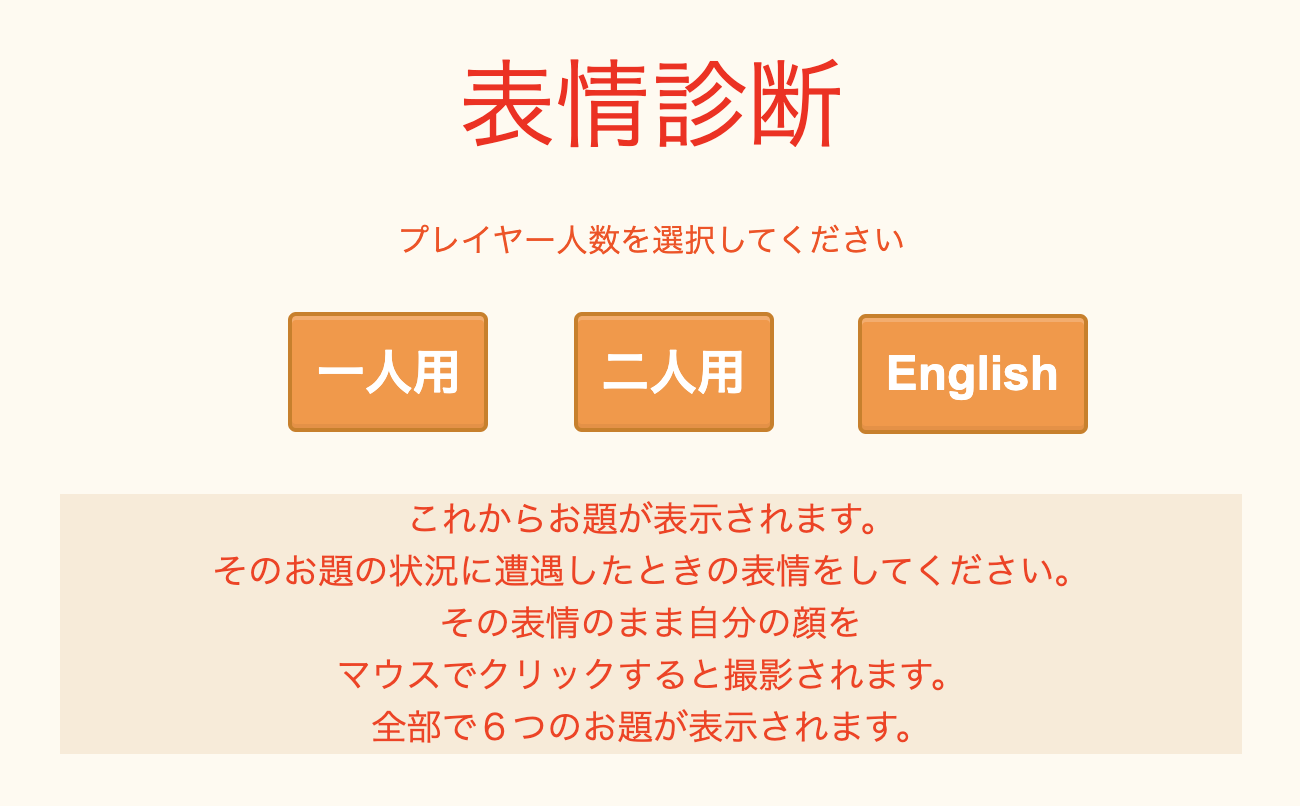 表情診断
プレイヤー人数を選択してください
一人用
二人用
English
これからお題が表示されます。
そのお題の状況に遭遇したときの表情をしてください。
その表情のまま自分の顔を
マウスでクリックすると撮影されます。
全部で６つのお題が表示されます。